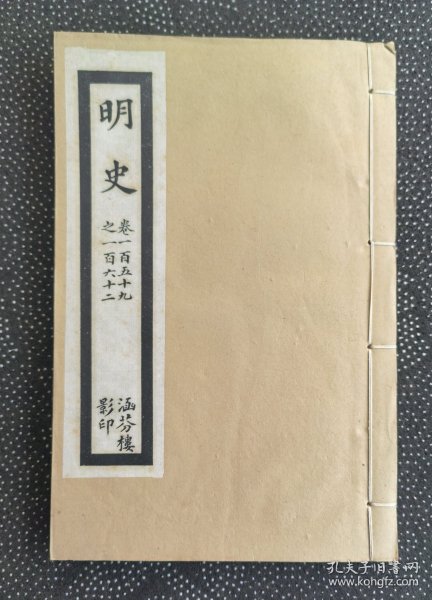 明史
卷一百五十九
之一百六十二
涵芬樓
影印
孔夫子旧书网
www.kongfz.com